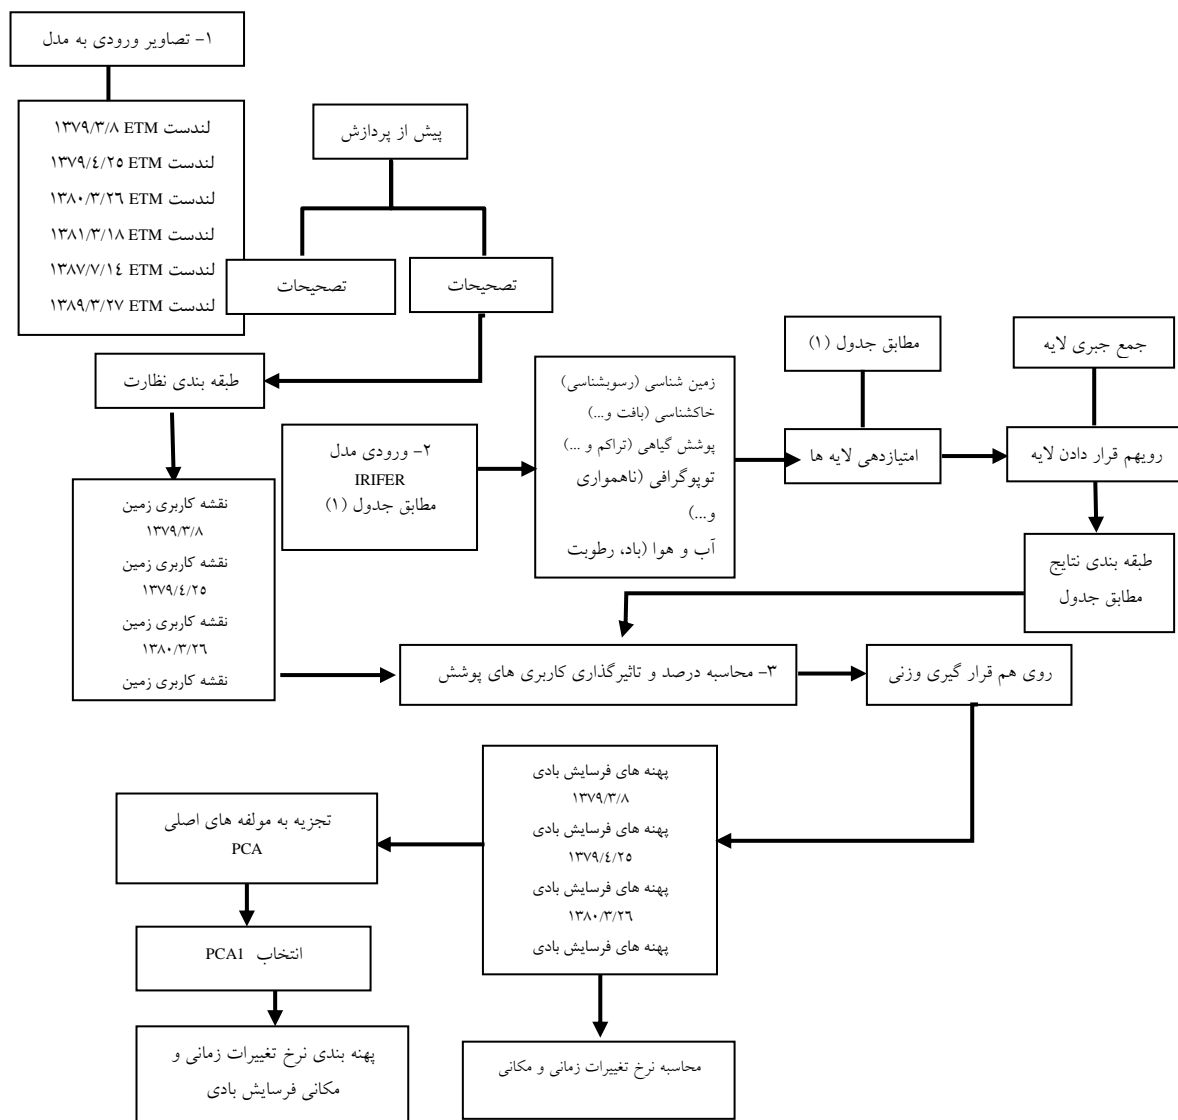 ۱- تصاویر ورودی به مدل
لندست ETM ۱۳۷۹/۳/۸
لندست ETM ۱۳۷۹/٤/۲٥
لندست ETM ۱۳۸۰/۳/۲٦
لندست ETM ۱۳۸۱/۳/۱۸
لندست ETM ۱۳۸۷/۷/۱٤
لندست ETM ۱۳۸۹/۳/۲۷
پیش از پردازش
تصحیحات
تصحیحات
طبقه بندی نظارت
نقشه کاربری زمین
۱۳۷۹/۳/۸
نقشه کاربری زمین
۱۳۷۹/٤/۲٥
نقشه کاربری زمین
۱۳۸۰/۳/۲٦
نقشه کاربری زمین
۲- ورودی مدل
IRIFER
مطابق جدول (۱)
زمین شناسی (رسوبشناسی)
خاکشناسی (بافت و...)
پوشش گیاهی (تراکم و ...)
توپوگرافی (ناهمواری
و...)
آب و هوا (باد، رطوبت
مطابق جدول (۱)
امتیازدهی لایه ها
جمع جبری لایه
رویهم قرار دادن لایه
طبقه بندی نتایج
مطابق جدول
۳- محاسبه درصد و تاثیرگذاری کاربری های پوشش
روی هم قرار گیری وزنی
پهنه های فرسایش بادی
۱۳۷۹/۳/۸
پهنه های فرسایش بادی
۱۳۷۹/٤/۲٥
پهنه های فرسایش بادی
۱۳۸۰/۳/۲٦
پهنه های فرسایش بادی
تجزیه به مولفه های اصلی
PCA
انتخاب PCA1
پهنه بندی نرخ تغییرات زمانی و
مکانی فرسایش بادی
محاسبه نرخ تغییرات زمانی و مکانی